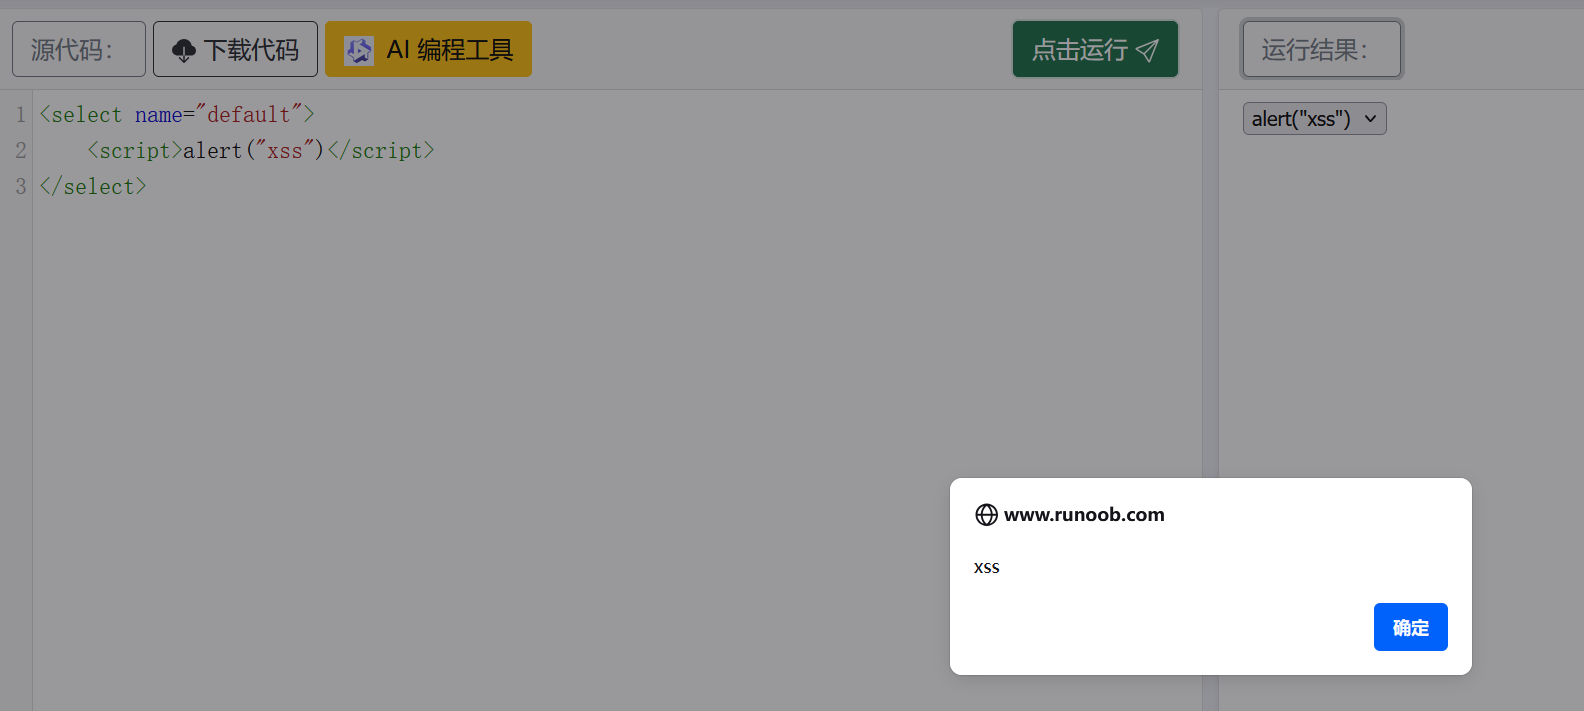 源代码：
下载代码
AI 编程工具
点击运行
运行结果：
1 <select name="default">
2     <script>alert("xss")</script>
3 </select>
alert("xss")
www.runoob.com
xss
确定